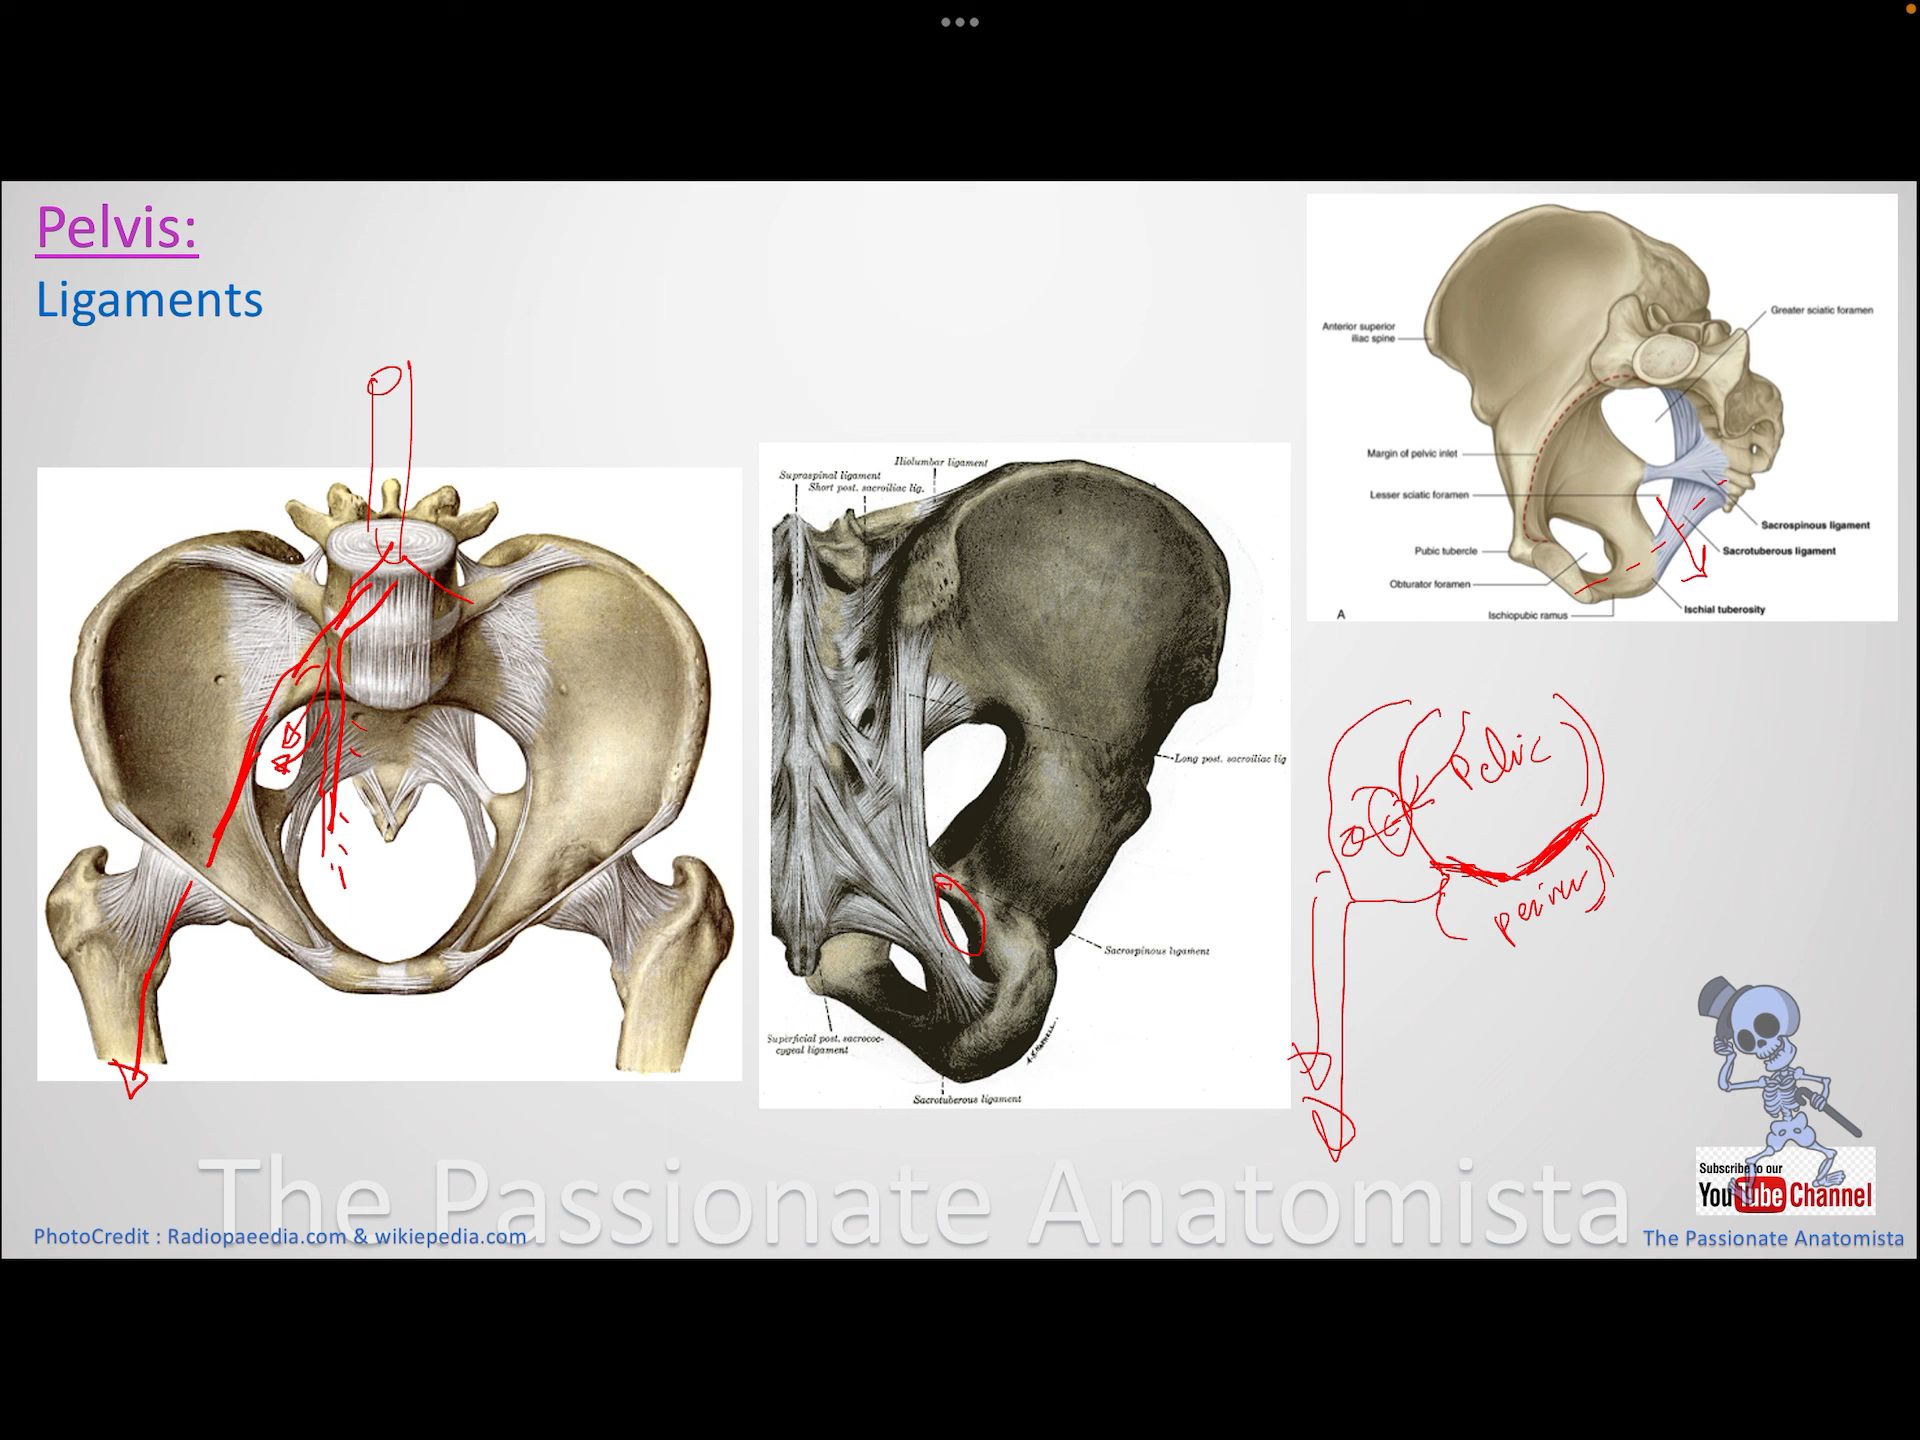 Pelvis:
Ligaments
Anterior superior
iliac spine
Greater sciatic foramen
Margin of pelvic inlet
Lesser sciatic foramen
Sacrospinous ligament
Pubic tubercle
Sacrotuberous ligament
Obturator foramen
Ischial tuberosity
Ischiopubic ramus
A
Iliolumbar ligament
Supraspinal ligament
Short post. sacroiliac lig.
Long post. sacroiliac lig
Sacrospinous ligament
Superficial post. sacrococ-
cygeal ligament
Sacrotuberous ligament
Pelvic
Subscribe to our
YouTube Channel
The Passionate Anatomista
PhotoCredit : Radiopaeedia.com & wikiepedia.com
The Passionate Anatomista